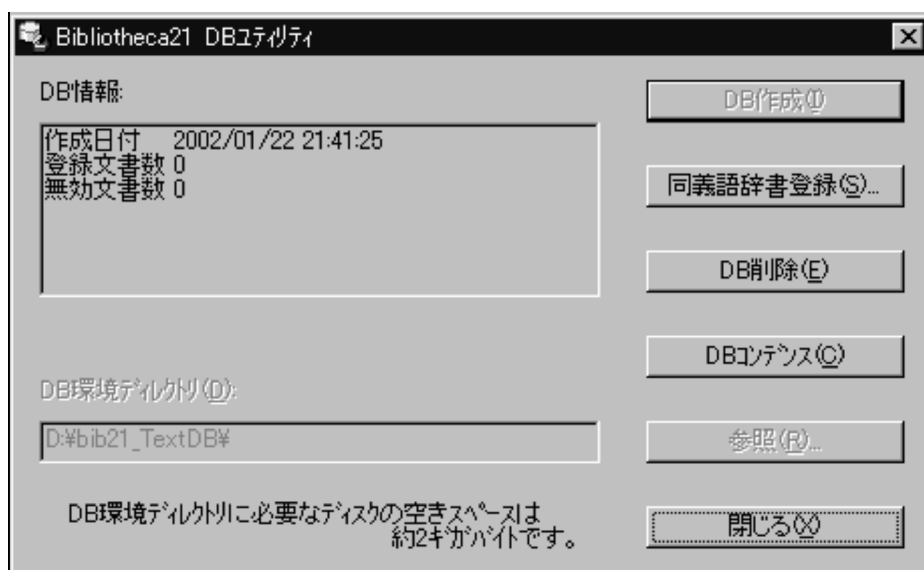 Bibliotheca21 DBﾕﾃｨﾘﾃｨ
DB情報:
作成日付 2002/01/22 21:41:25
登録文書数 0
無効文書数 0
DB作成(I)
同義語辞書登録(S)...
DB削除(E)
DBｺﾝﾃﾞﾝｽ(C)
DB環境ﾃﾞｨﾚｸﾄﾘ(D):
D:¥bib21_TextDB¥
参照(R)...
DB環境ﾃﾞｨﾚｸﾄﾘに必要なﾃﾞｨｽｸの空きｽﾍﾟｰｽは
約2ｷﾞｶﾞﾊﾞｲﾄです。
閉じる(X)